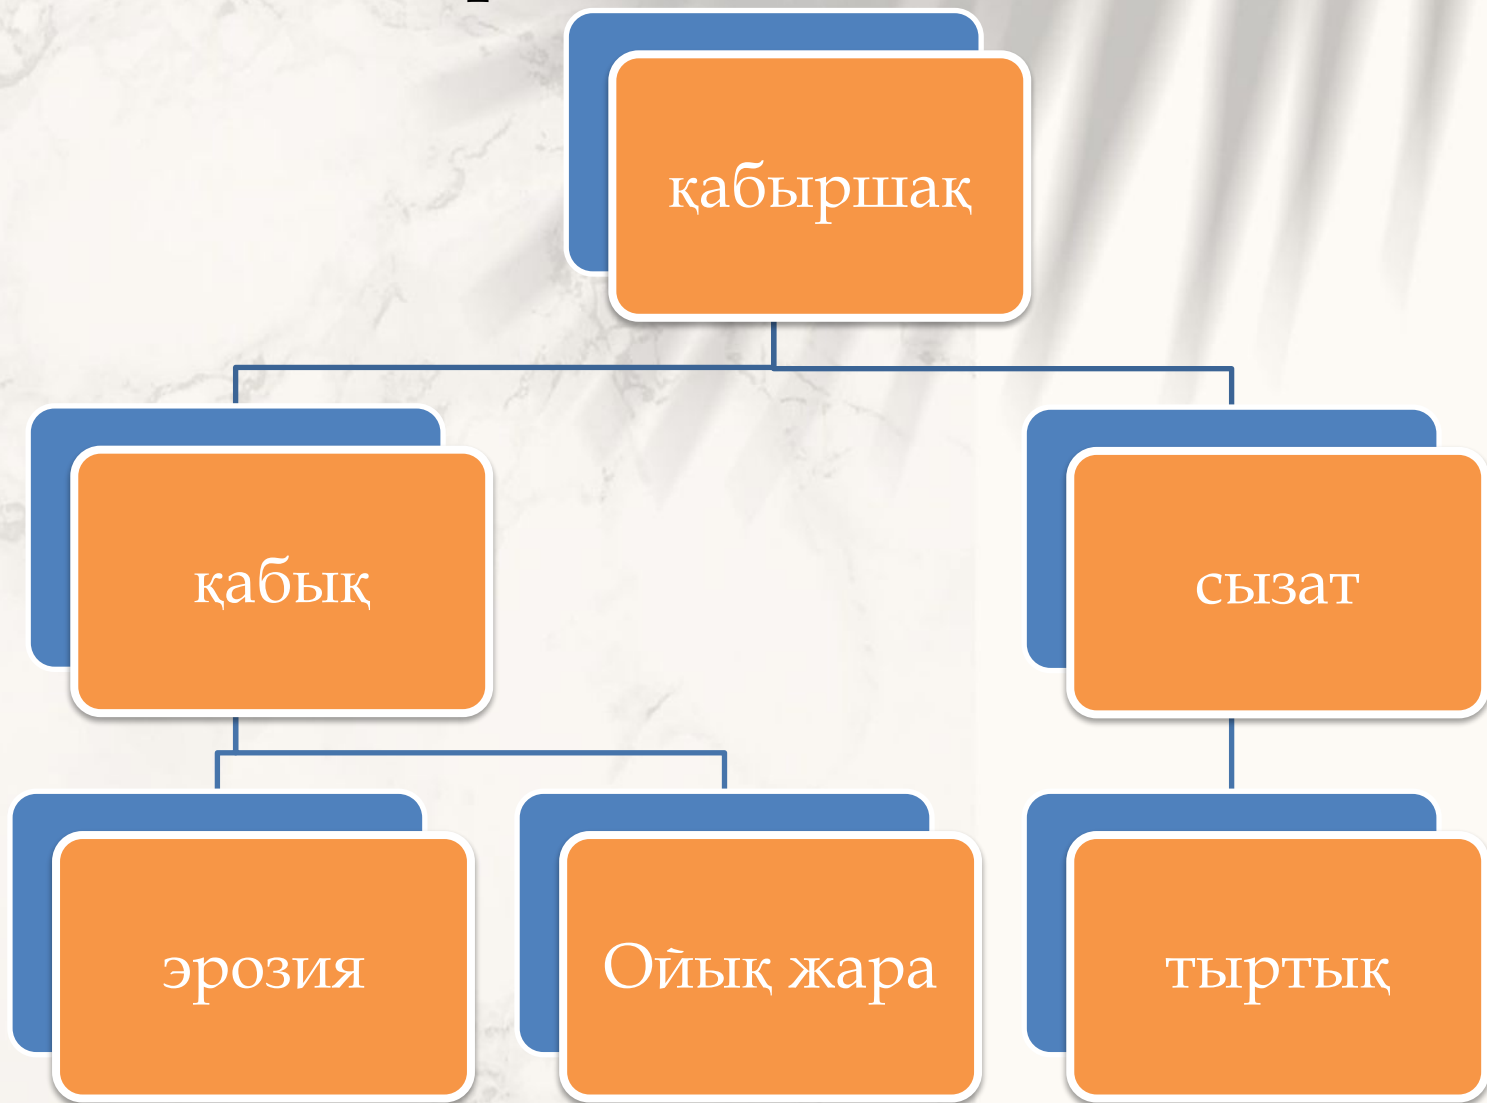 қабыршақ
қабық
сызат
эрозия
Ойық жара
тыртық